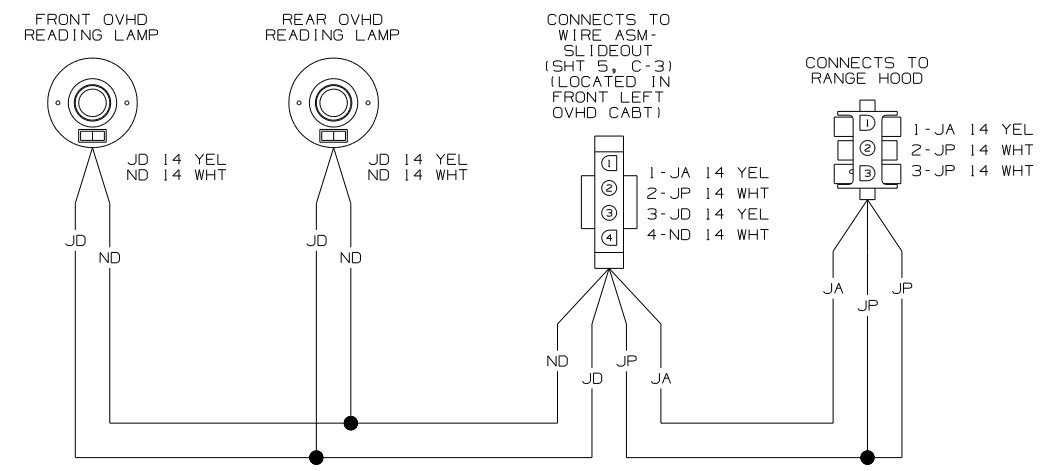 FRONT OVHD
READING LAMP
REAR OVHD
READING LAMP
CONNECTS TO
WIRE ASM-
SLIDEOUT
(SHT 5, C-3)
(LOCATED IN
FRONT LEFT
OVHD CABT)
CONNECTS TO
RANGE HOOD
JD 14 YEL
ND 14 WHT
JD 14 YEL
ND 14 WHT
1
2
3
4
1-JA 14 YEL
2-JP 14 WHT
3-JD 14 YEL
4-ND 14 WHT
1
2
3
1-JA 14 YEL
2-JP 14 WHT
3-JP 14 WHT
JD
ND
JD
ND
ND
JD
JP
JA
JA
JP
JP